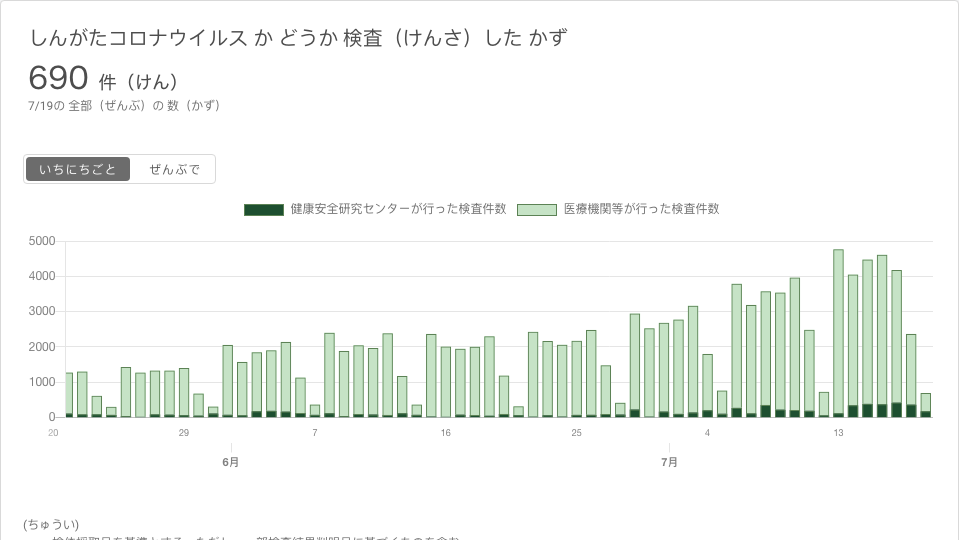 しんがたコロナウイルス か どうか 検査（けんさ）した かず
690 件（けん）
7/19の 全部（ぜんぶ）の 数（かず）
いちにちごと ぜんぶで
健康安全研究センターが行った検査件数 医療機関等が行った検査件数
5000
4000
3000
2000
1000
0
20 29 7 16 25 4 13
6月 7月
(ちゅうい)